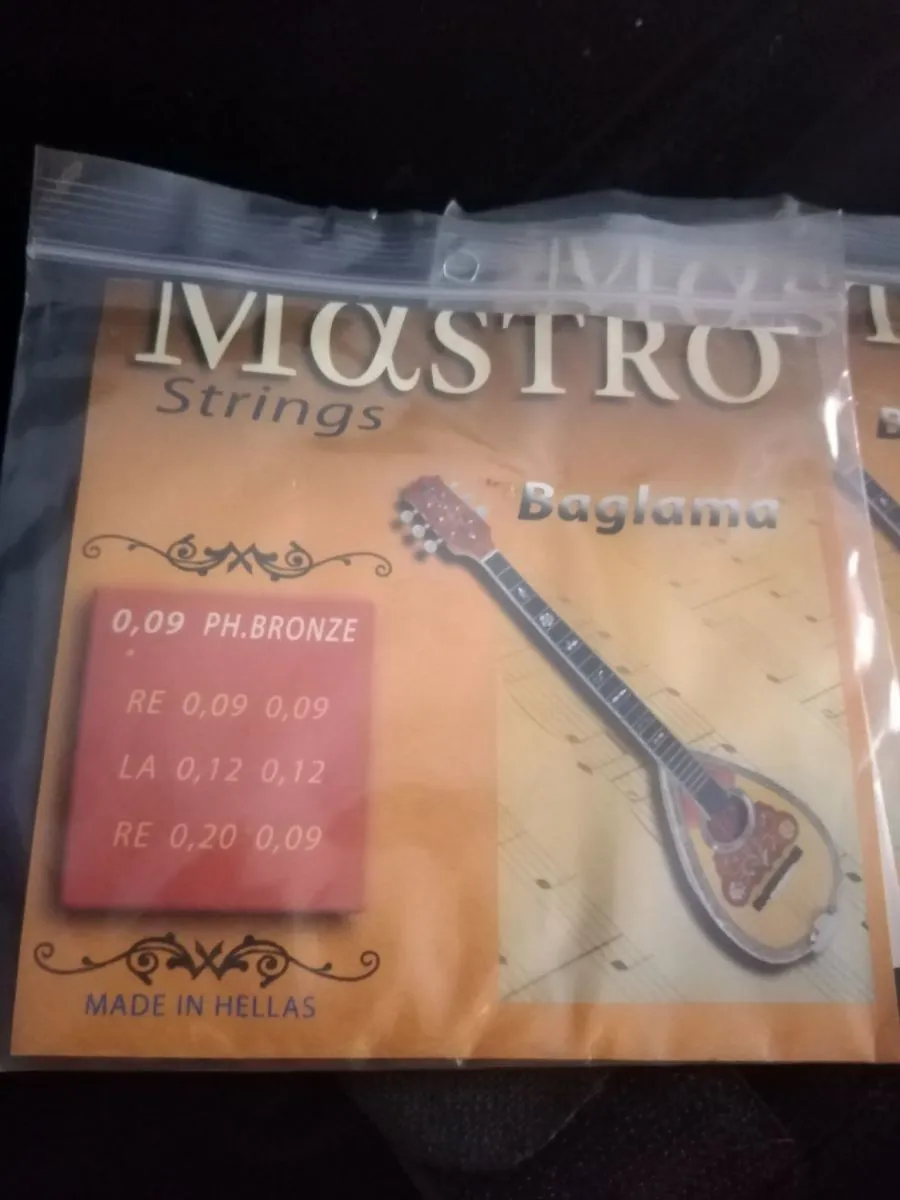 MαSTRO
Strings
Baglama
0,09 PH.BRONZE
RE 0,09 0,09
LA 0,12 0,12
RE 0,20 0,09
MADE IN HELLAS